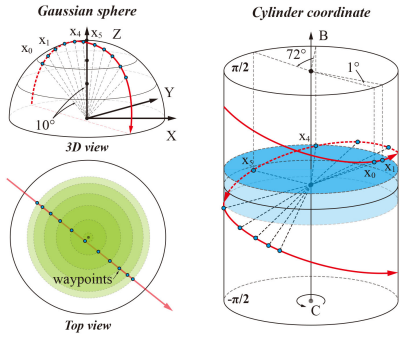 Gaussian sphere
x₀
x₁
x₄
x₅
Z
Y
X
10°
3D view
waypoints
Top view
Cylinder coordinate
B
π/2
72°
1°
x₄
x₅
x₀
x₁
-π/2
C